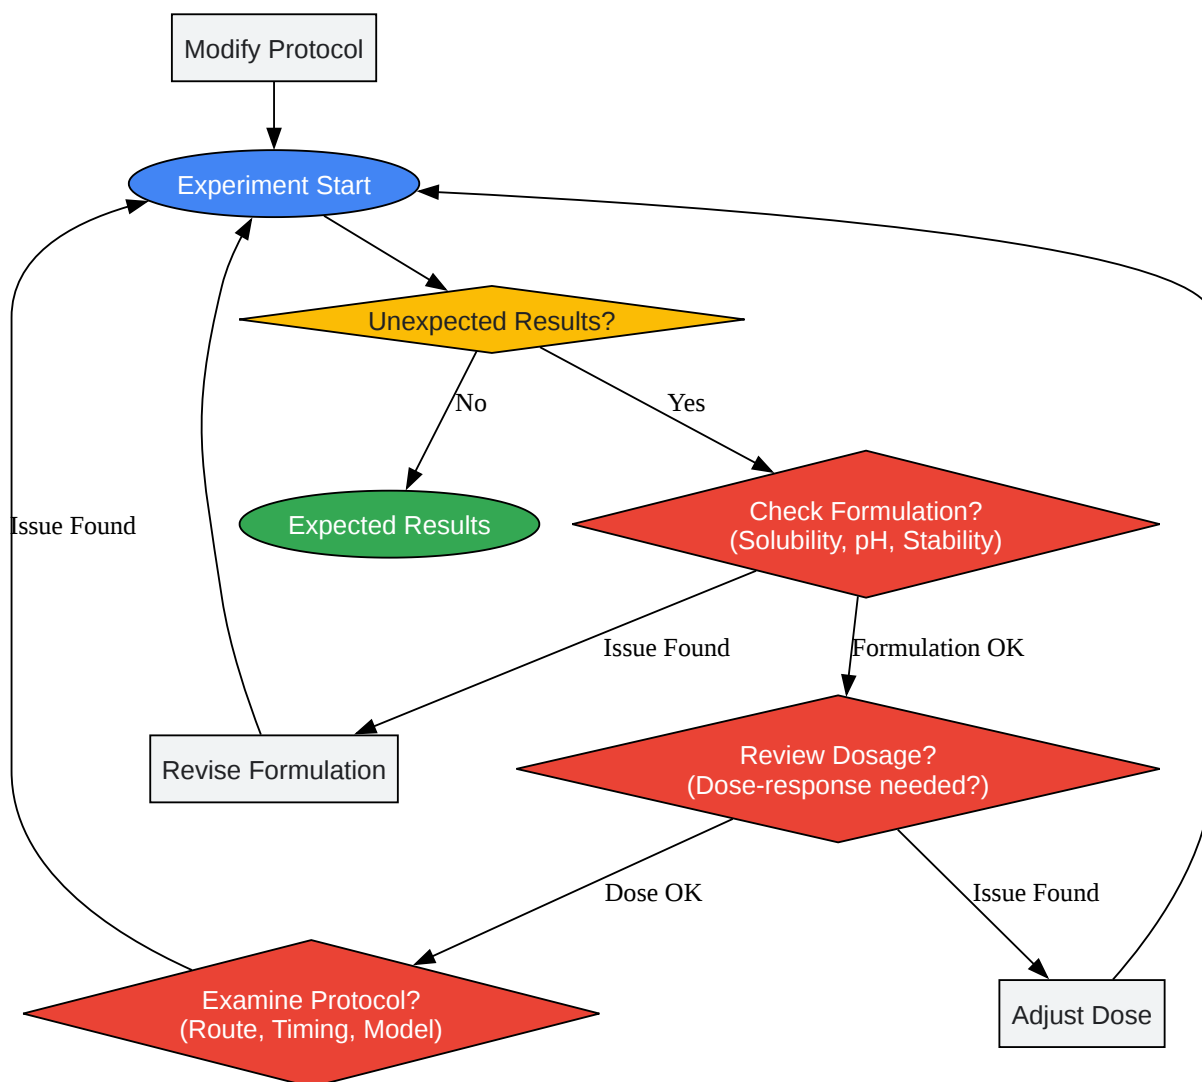 Modify Protocol
Experiment Start
Unexpected Results?
No
Yes
Expected Results
Check Formulation?
(Solubility, pH, Stability)
Issue Found
Issue Found
Formulation OK
Revise Formulation
Review Dosage?
(Dose-response needed?)
Dose OK
Issue Found
Examine Protocol?
(Route, Timing, Model)
Adjust Dose